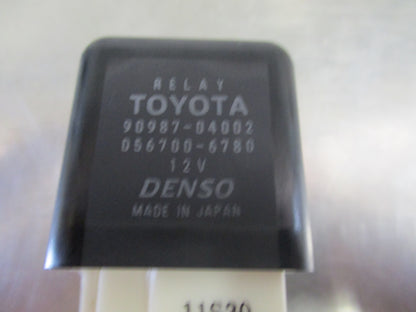 RELAY
TOYOTA
90987-04002
056700-6780
12V
DENSO
MADE IN JAPAN